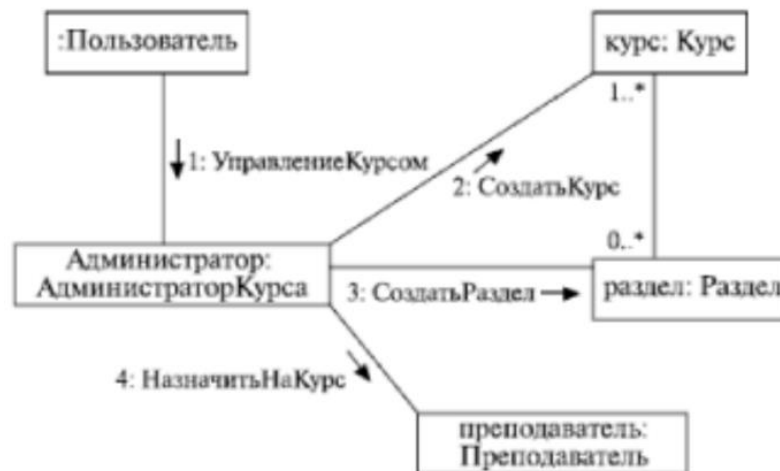 :Пользователь
курс: Курс
1..*
1: УправлениеКурсом
2: СоздатьКурс
0..*
Администратор:
АдминистраторКурса
3: СоздатьРаздел
раздел: Раздел
4: НазначитьНаКурс
преподаватель:
Преподаватель